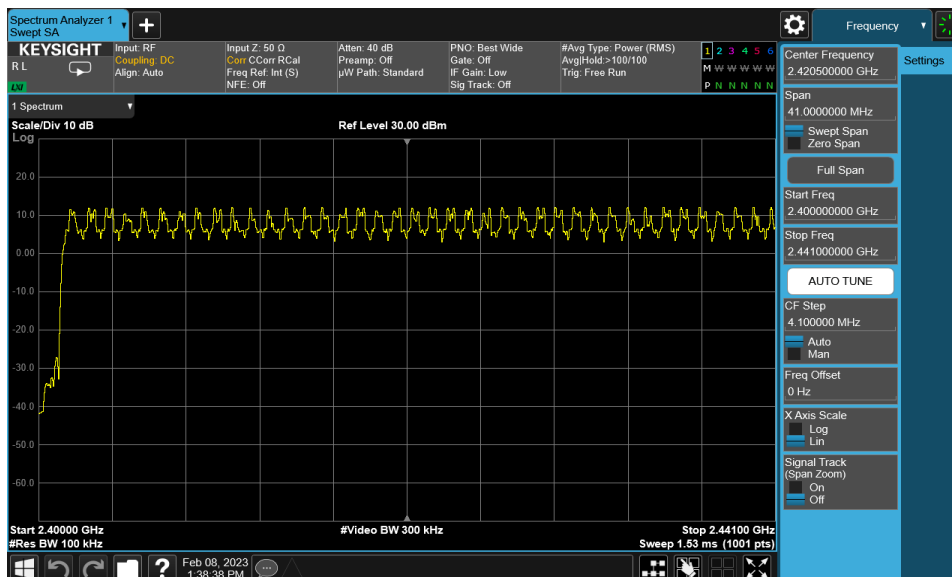 Spectrum Analyzer 1
Swept SA
+
Frequency
KEYSIGHT
R L
LXI
Input: RF
Coupling: DC
Align: Auto
Input Z: 50 Ω
Corr CCorr RCal
Freq Ref: Int (S)
NFE: Off
Atten: 40 dB
Preamp: Off
µW Path: Standard
PNO: Best Wide
Gate: Off
IF Gain: Low
Sig Track: Off
#Avg Type: Power (RMS)
Avg|Hold:>100/100
Trig: Free Run
1 2 3 4 5 6
M W W W W W
P N N N N N
1 Spectrum
Scale/Div 10 dB
Ref Level 30.00 dBm
Log
20.0
10.0
0.00
-10.0
-20.0
-30.0
-40.0
-50.0
-60.0
Start 2.40000 GHz
#Video BW 300 kHz
Stop 2.44100 GHz
#Res BW 100 kHz
Sweep 1.53 ms (1001 pts)
Center Frequency
2.420500000 GHz
Settings
Span
41.0000000 MHz
Swept Span
Zero Span
Full Span
Start Freq
2.400000000 GHz
Stop Freq
2.441000000 GHz
AUTO TUNE
CF Step
4.100000 MHz
Auto
Man
Freq Offset
0 Hz
X Axis Scale
Log
Lin
Signal Track
(Span Zoom)
On
Off
?
Feb 08, 2023
1:38:38 PM